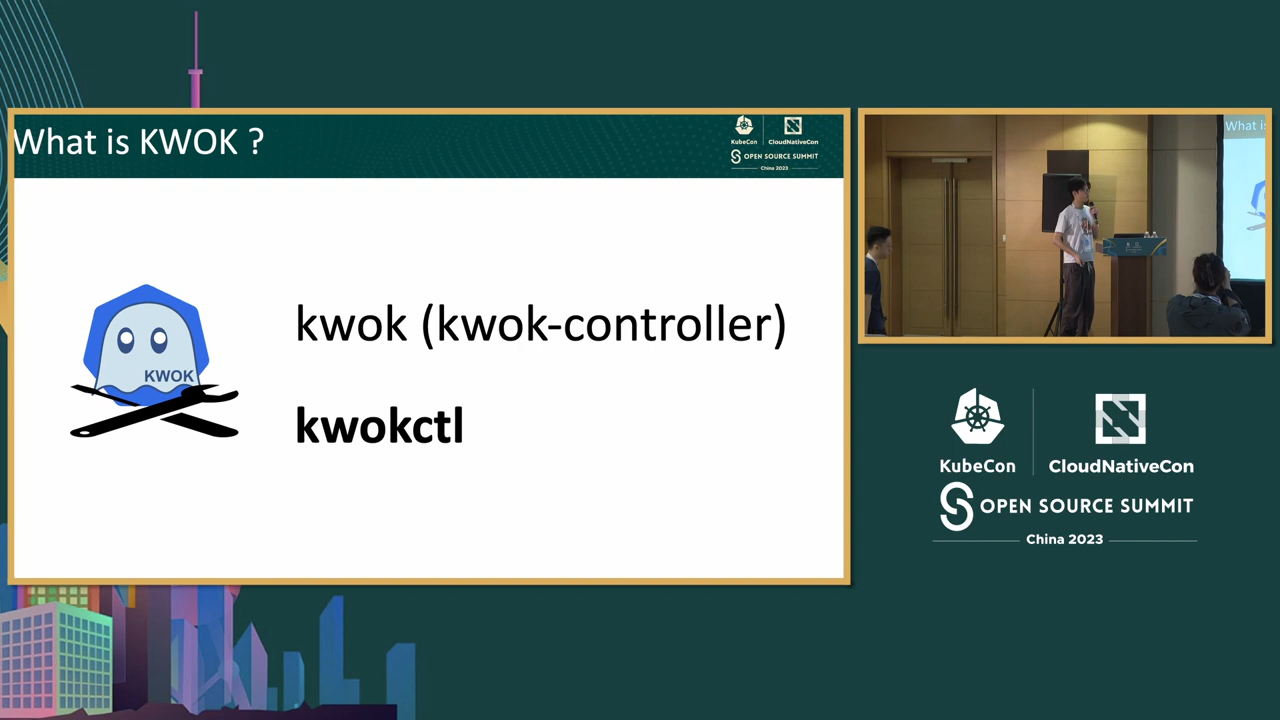 What is KWOK ?
KubeCon
CloudNativeCon
OPEN SOURCE SUMMIT
China 2023
KWOK
kwok (kwok-controller)
kwokctl
What is
KubeCon
CloudNativeCon
OPEN SOURCE SUMMIT
China 2023